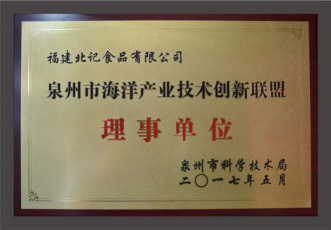 福建北记食品有限公司
泉州市海洋产业技术创新联盟
理事单位
泉州市科学技术局
二〇一七年五月